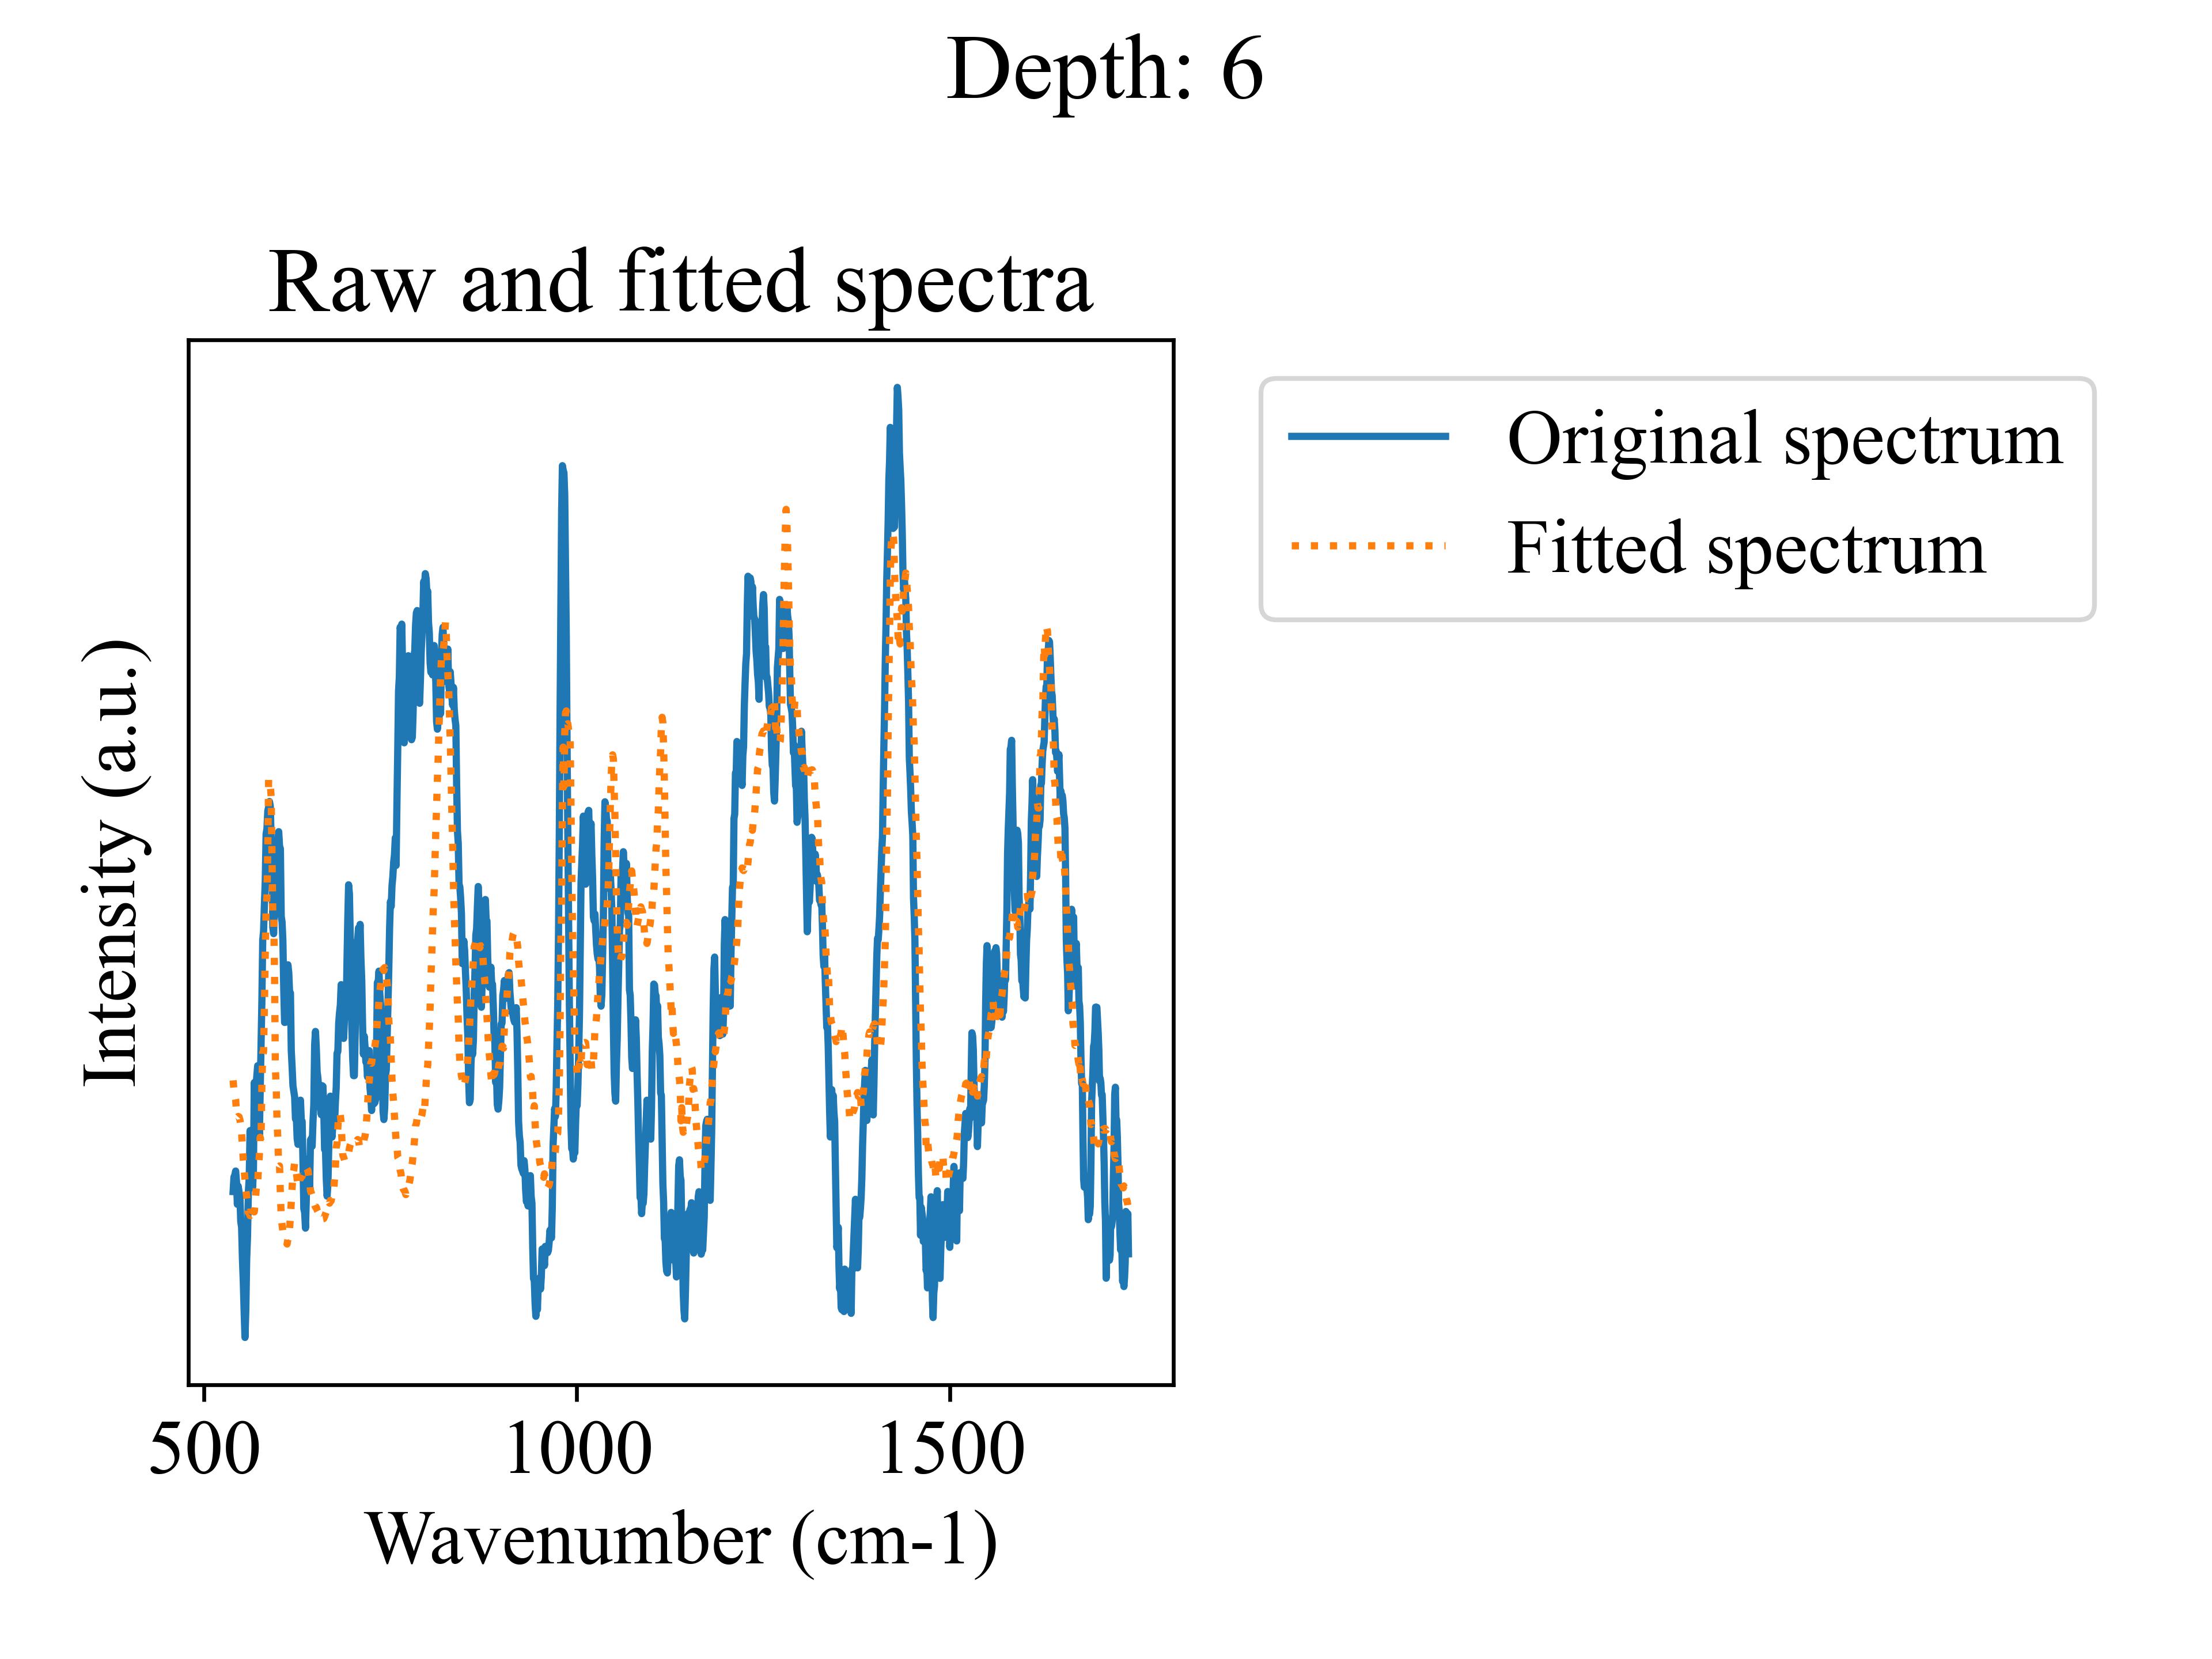 Depth: 6
Raw and fitted spectra
Original spectrum
Fitted spectrum
Intensity (a.u.)
500 1000 1500
Wavenumber (cm-1)